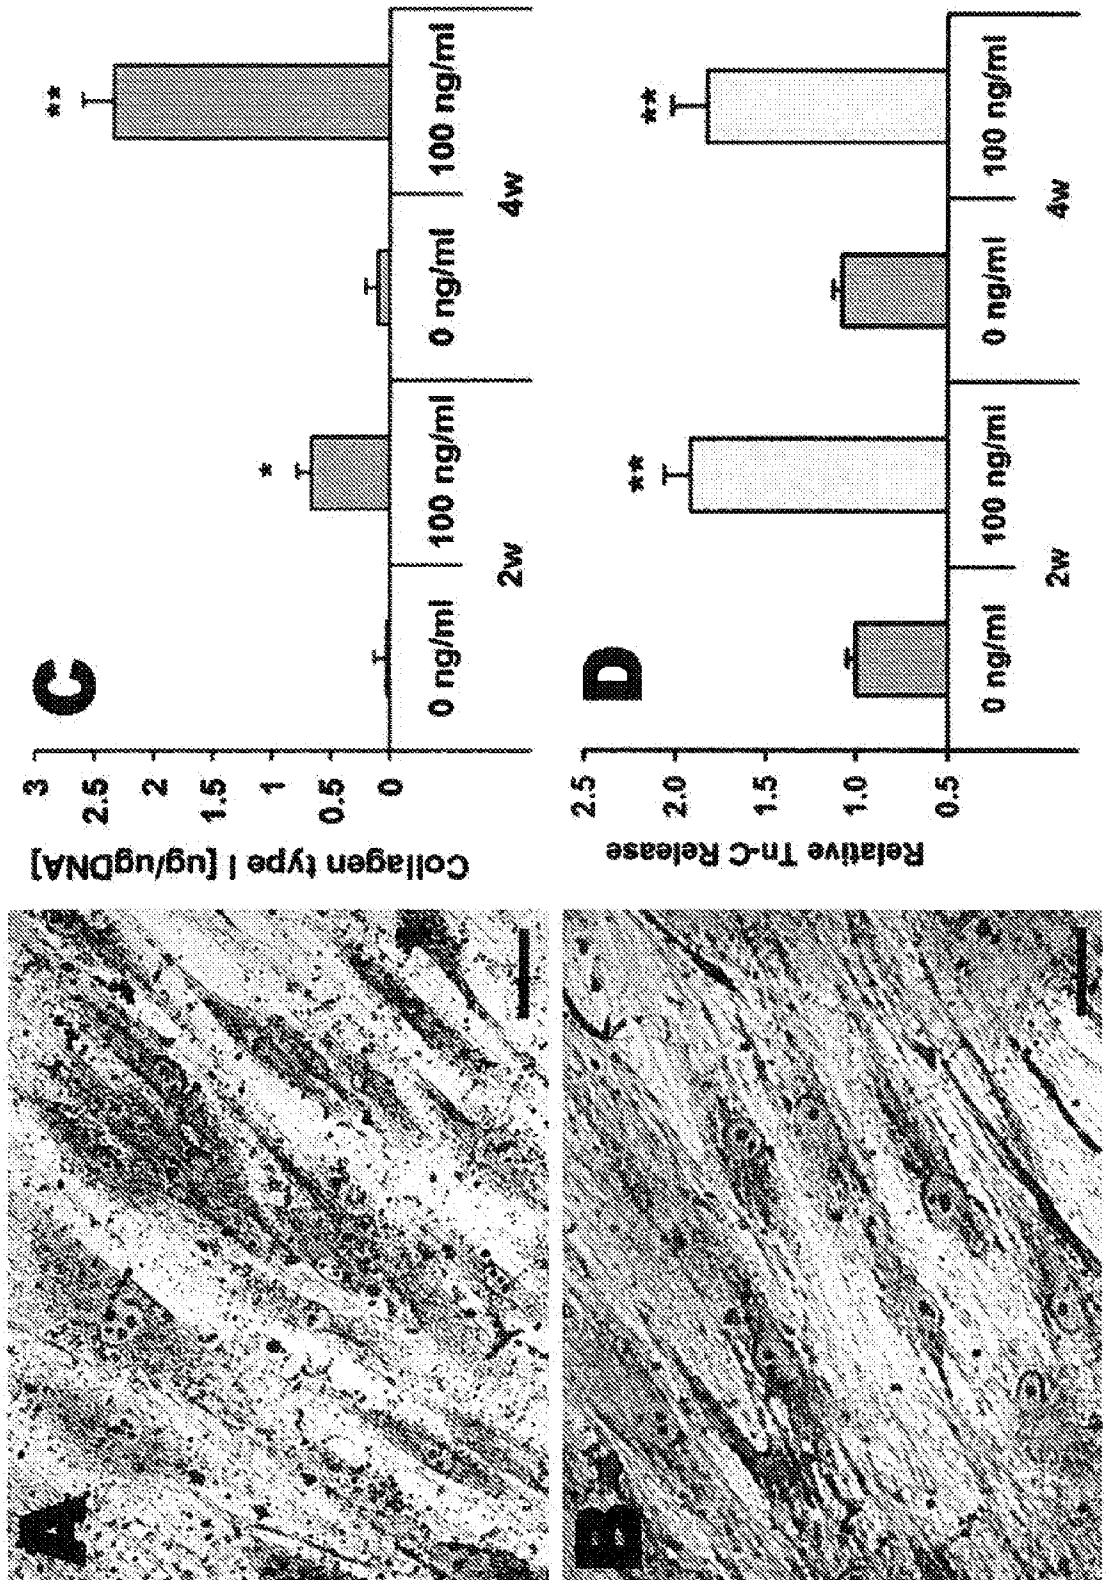 A
B
C
Collagen type I [ug/ugDNA]
3
2.5
2
1.5
1
0.5
0
*
**
0 ng/ml 100 ng/ml 0 ng/ml 100 ng/ml
2w 4w
D
Relative Tn-C Release
2.5
2.0
1.5
1.0
0.5
**
**
0 ng/ml 100 ng/ml 0 ng/ml 100 ng/ml
2w 4w